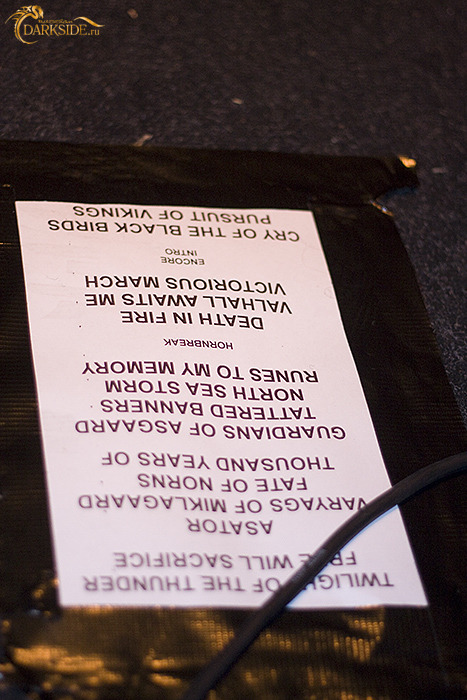 TWILIGHT OF THE THUNDER
FREE WILL SACRIFICE
ASATOR
VARYAGS OF MIKLAGAARD
FATE OF NORNS
THOUSAND YEARS OF
GUARDIANS OF ASGAARD
TATTERED BANNERS
NORTH SEA STORM
RUNES TO MY MEMORY
HORNBREAK
DEATH IN FIRE
VALHALL AWAITS ME
VICTORIOUS MARCH
INTRO
ENCORE
CRY OF THE BLACK BIRDS
PURSUIT OF VIKINGS
DARKSIDE.ru